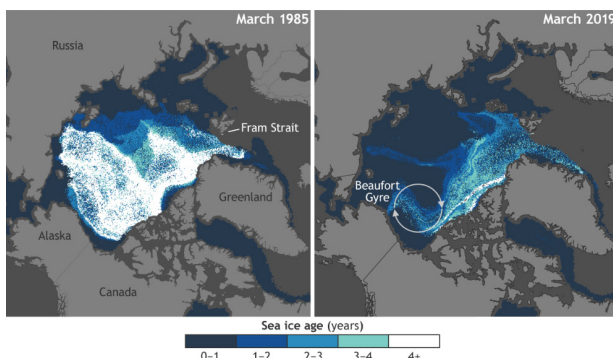 March 1985
Russia
Fram Strait
Greenland
Alaska
Canada
March 2019
Beaufort
Gyre
Sea ice age (years)
0–1 1–2 2–3 3–4 4+